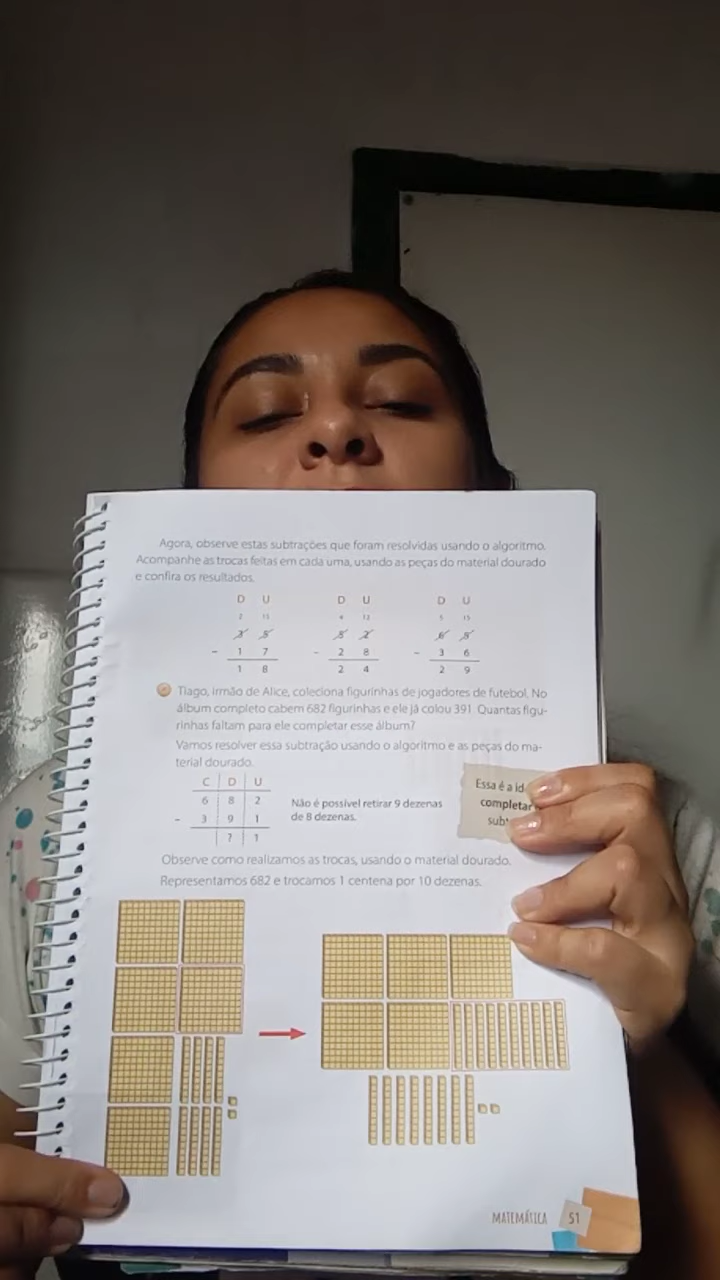 Agora, observe estas subtrações que foram resolvidas usando o algoritmo.
Acompanhe as trocas feitas em cada uma, usando as peças do material dourado
e confira os resultados.
D U D U D U
2 15 4 12 5 15
3 5 5 2 6 5
- 1 7 - 2 8 - 3 6
1 8 2 4 2 9
Tiago, irmão de Alice, coleciona figurinhas de jogadores de futebol. No
álbum completo cabem 682 figurinhas e ele já colou 391. Quantas figu-
rinhas faltam para ele completar esse álbum?
Vamos resolver essa subtração usando o algoritmo e as peças do ma-
terial dourado.
C D U
6 8 2
- 3 9 1
? 1
Não é possível retirar 9 dezenas
de 8 dezenas.
Essa é a
completar
Observe como realizamos as trocas, usando o material dourado.
Representamos 682 e trocamos 1 centena por 10 dezenas.
MATEMÁTICA 51